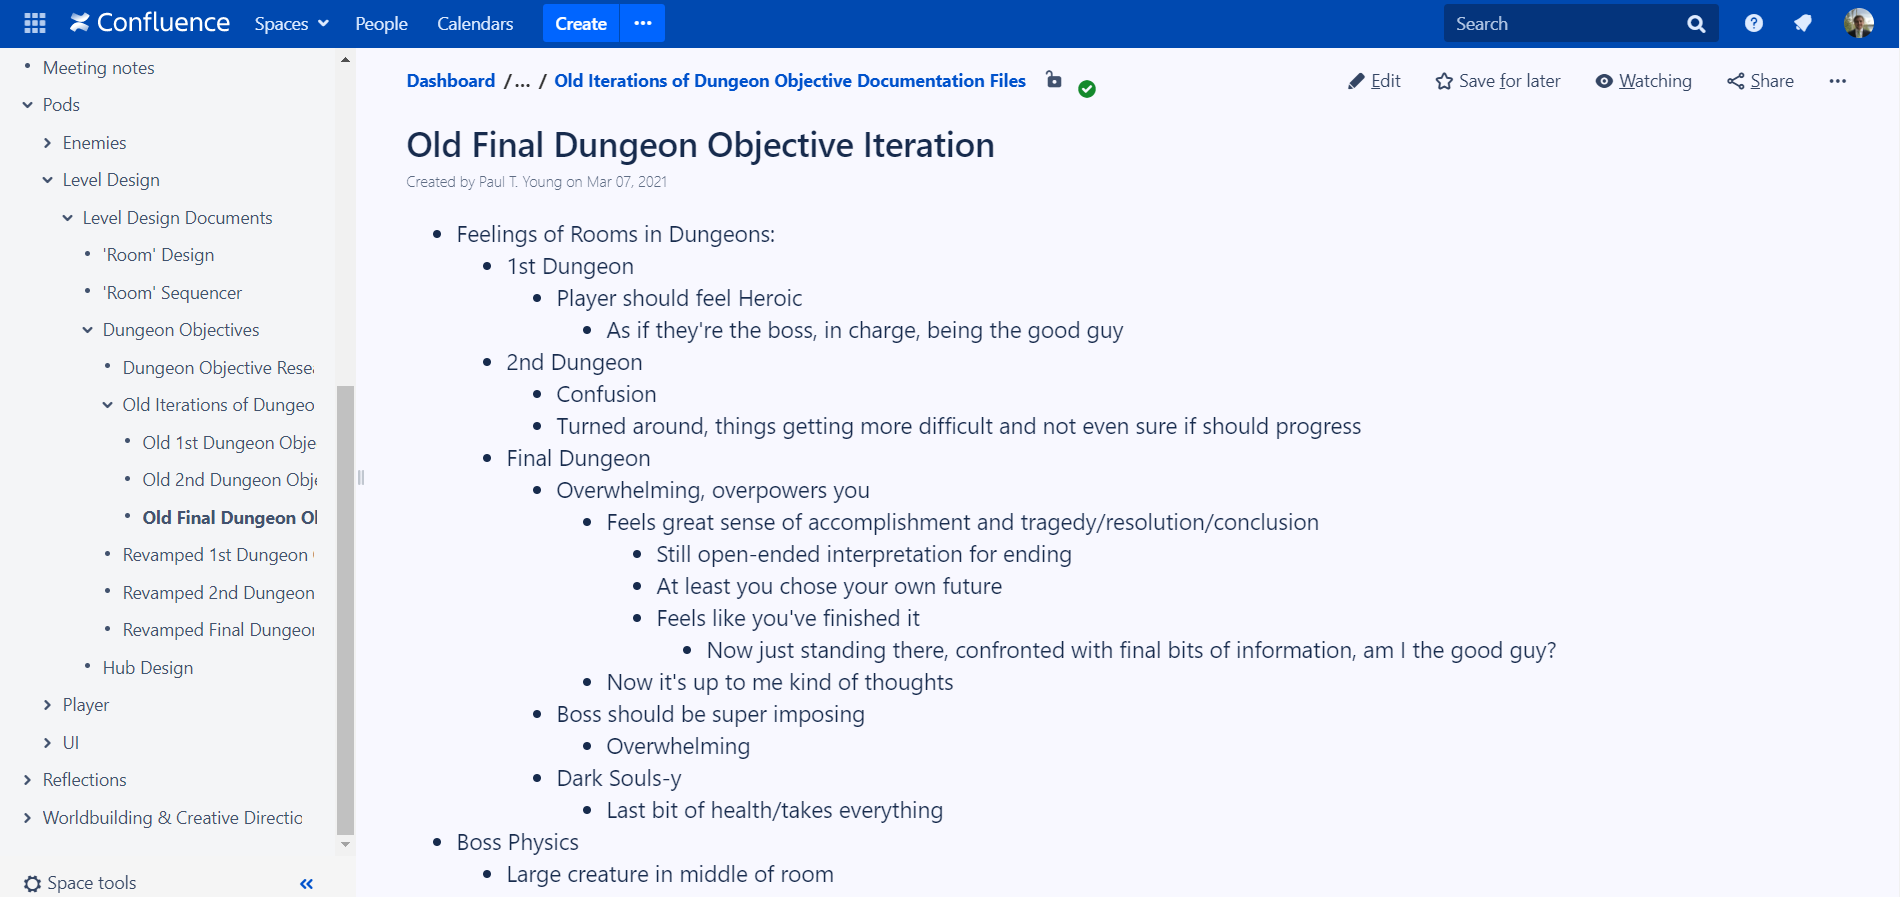 Confluence Spaces People Calendars Create ··· Search
Meeting notes
Pods
Enemies
Level Design
Level Design Documents
'Room' Design
'Room' Sequencer
Dungeon Objectives
Dungeon Objective Rese
Old Iterations of Dungeo
Old 1st Dungeon Obje
Old 2nd Dungeon Obje
Old Final Dungeon O
Revamped 1st Dungeon
Revamped 2nd Dungeon
Revamped Final Dungeon
Hub Design
Player
UI
Reflections
Worldbuilding & Creative Directio
Space tools
Dashboard /... / Old Iterations of Dungeon Objective Documentation Files
Edit Save for later Watching Share ···
Old Final Dungeon Objective Iteration
Created by Paul T. Young on Mar 07, 2021
• Feelings of Rooms in Dungeons:
• 1st Dungeon
• Player should feel Heroic
• As if they're the boss, in charge, being the good guy
• 2nd Dungeon
• Confusion
• Turned around, things getting more difficult and not even sure if should progress
• Final Dungeon
• Overwhelming, overpowers you
• Feels great sense of accomplishment and tragedy/resolution/conclusion
• Still open-ended interpretation for ending
• At least you chose your own future
• Feels like you've finished it
• Now just standing there, confronted with final bits of information, am I the good guy?
• Now it's up to me kind of thoughts
• Boss should be super imposing
• Overwhelming
• Dark Souls-y
• Last bit of health/takes everything
• Boss Physics
• Large creature in middle of room